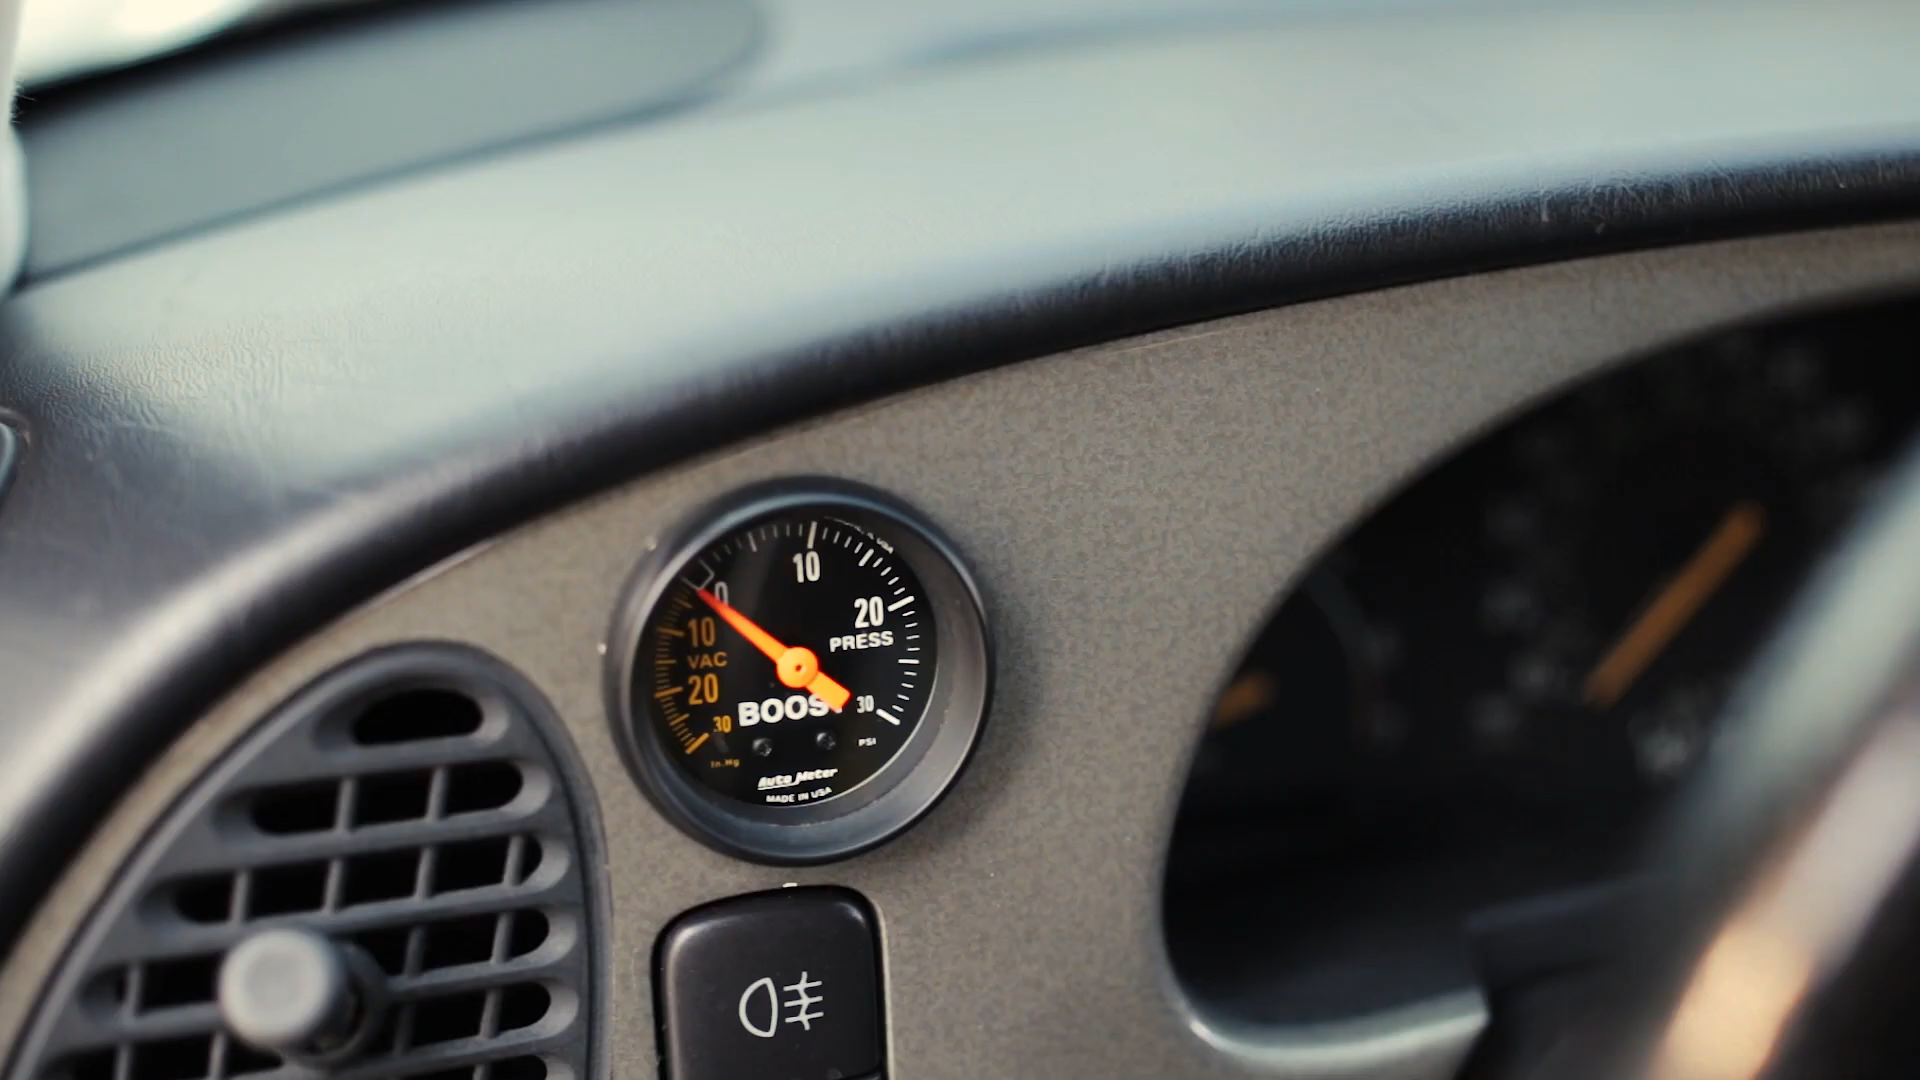 0
10
20
PRESS
10
VAC
20
30
BOOST
30
In.Hg
PSI
Auto Meter
MADE IN USA